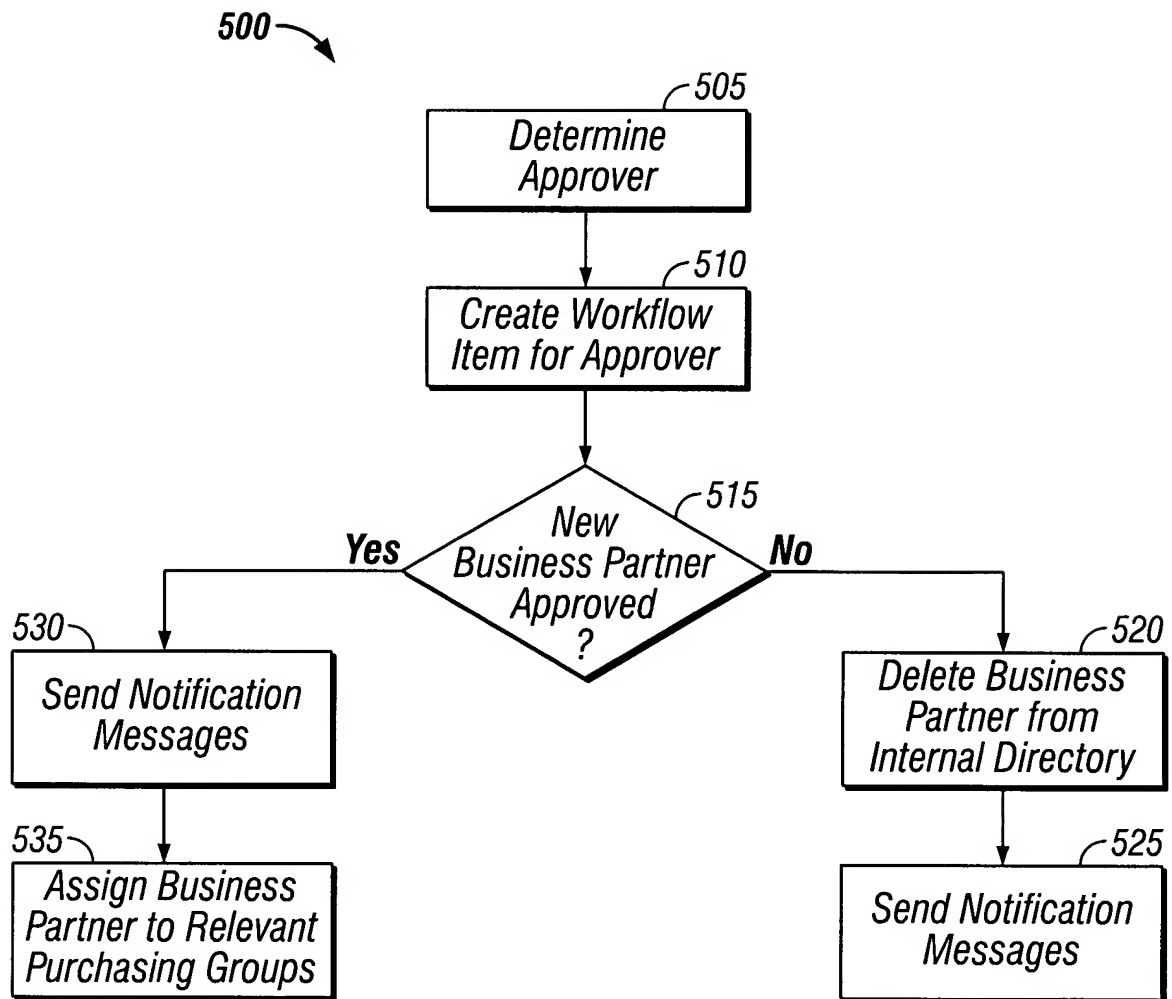 500
505
Determine
Approver
510
Create Workflow
Item for Approver
515
New
Business Partner
Approved
?
Yes
No
530
Send Notification
Messages
520
Delete Business
Partner from
Internal Directory
535
Assign Business
Partner to Relevant
Purchasing Groups
525
Send Notification
Messages